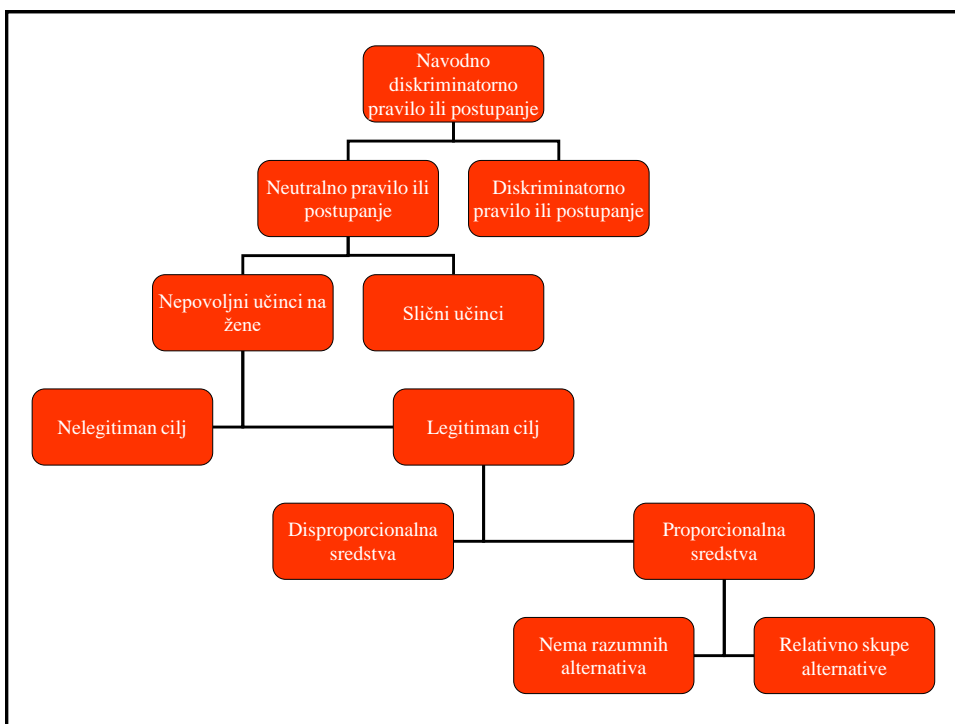 Navodno
diskriminatorno
pravilo ili postupanje
Neutralno pravilo ili
postupanje
Diskriminatorno
pravilo ili postupanje
Nepovoljni učinci na
žene
Slični učinci
Nelegitiman cilj
Legitiman cilj
Disproporcionalna
sredstva
Proporcionalna
sredstva
Nema razumnih
alternativa
Relativno skupe
alternative